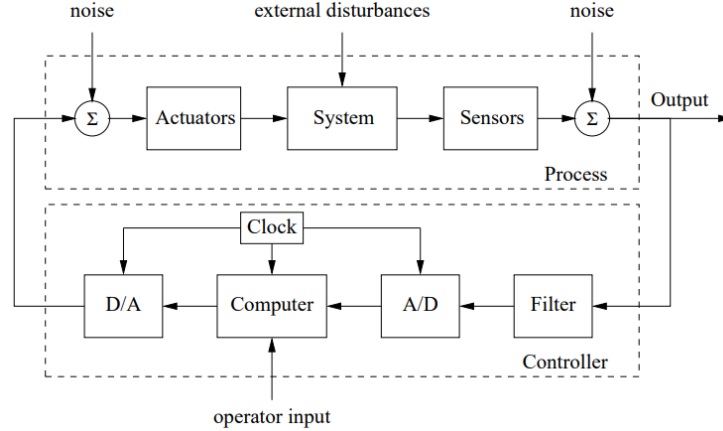 noise
external disturbances
noise
Σ
Actuators
System
Sensors
Σ
Output
Process
Clock
D/A
Computer
A/D
Filter
Controller
operator input